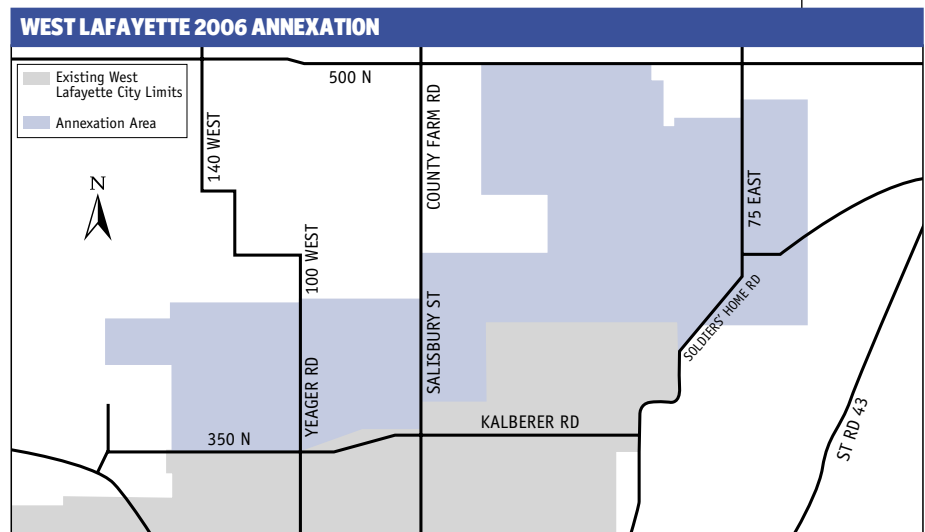 WEST LAFAYETTE 2006 ANNEXATION
Existing West
Lafayette City Limits
Annexation Area
500 N
140 WEST
COUNTY FARM RD
75 EAST
N
100 WEST
SALISBURY ST
SOLDIERS' HOME RD
YEAGER RD
KALBERER RD
350 N
ST RD 43